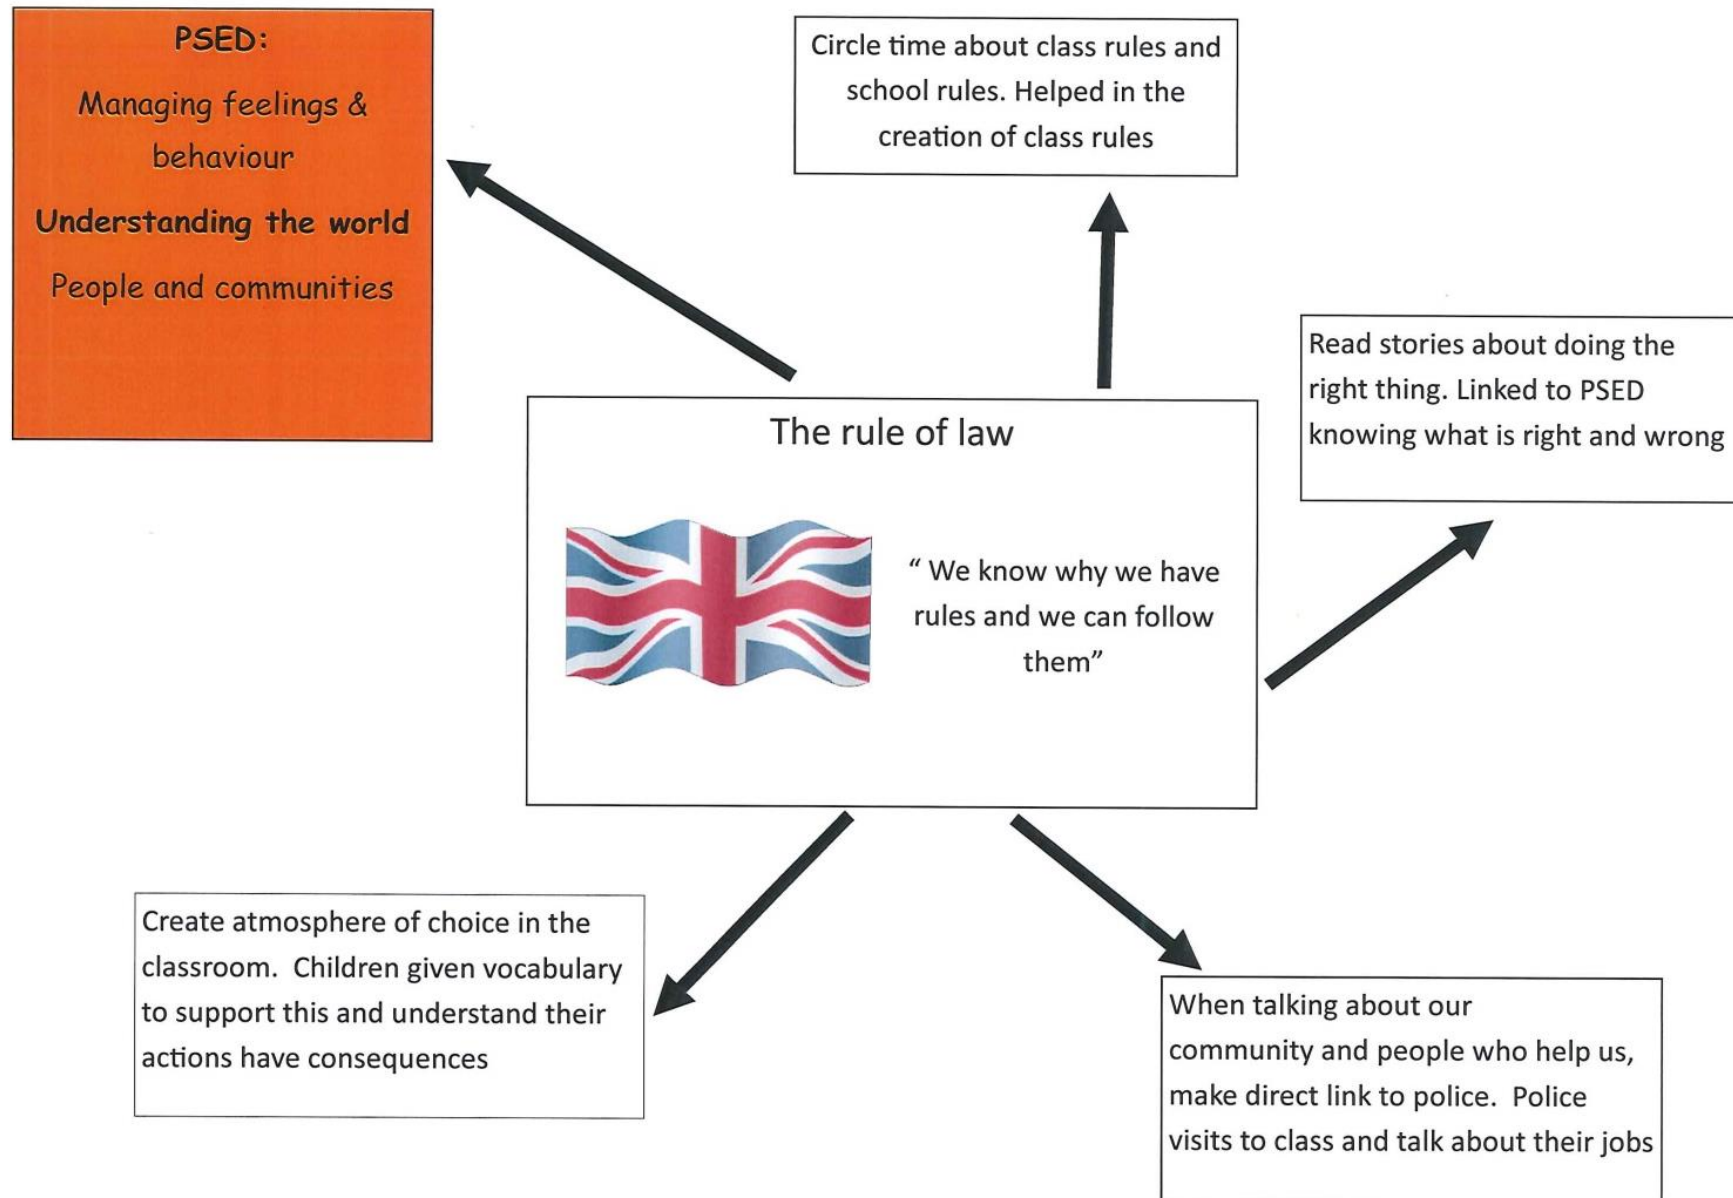 PSED:
Managing feelings &
behaviour
Understanding the world
People and communities
Circle time about class rules and
school rules. Helped in the
creation of class rules
Read stories about doing the
right thing. Linked to PSED
knowing what is right and wrong
The rule of law
“ We know why we have
rules and we can follow
them”
Create atmosphere of choice in the
classroom.  Children given vocabulary
to support this and understand their
actions have consequences
When talking about our
community and people who help us,
make direct link to police.  Police
visits to class and talk about their jobs